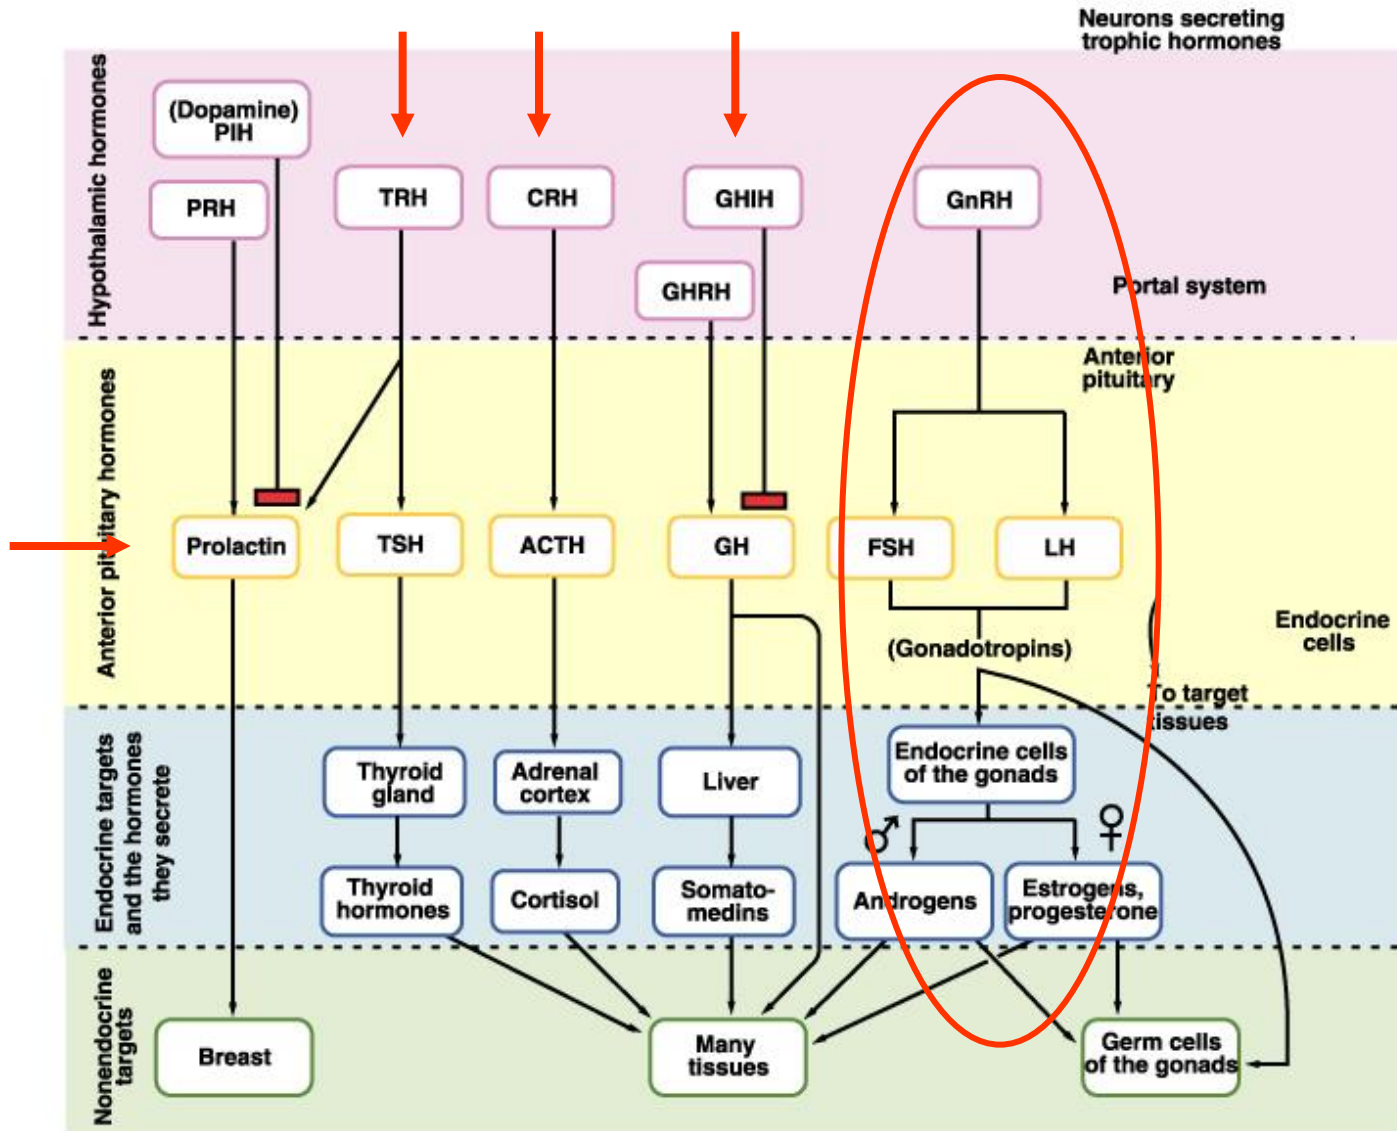 Neurons secreting
trophic hormones
Hypothalamic hormones
(Dopamine)
PIH
PRH
TRH
CRH
GHIH
GHRH
GnRH
Portal system
Anterior pituitary hormones
Anterior
pituitary
Prolactin
TSH
ACTH
GH
FSH
LH
(Gonadotropins)
Endocrine
cells
To target
tissues
Endocrine targets
and the hormones
they secrete
Thyroid
gland
Adrenal
cortex
Liver
Endocrine cells
of the gonads
♂
♀
Thyroid
hormones
Cortisol
Somato-
medins
Androgens
Estrogens,
progesterone
Nonendocrine
targets
Breast
Many
tissues
Germ cells
of the gonads